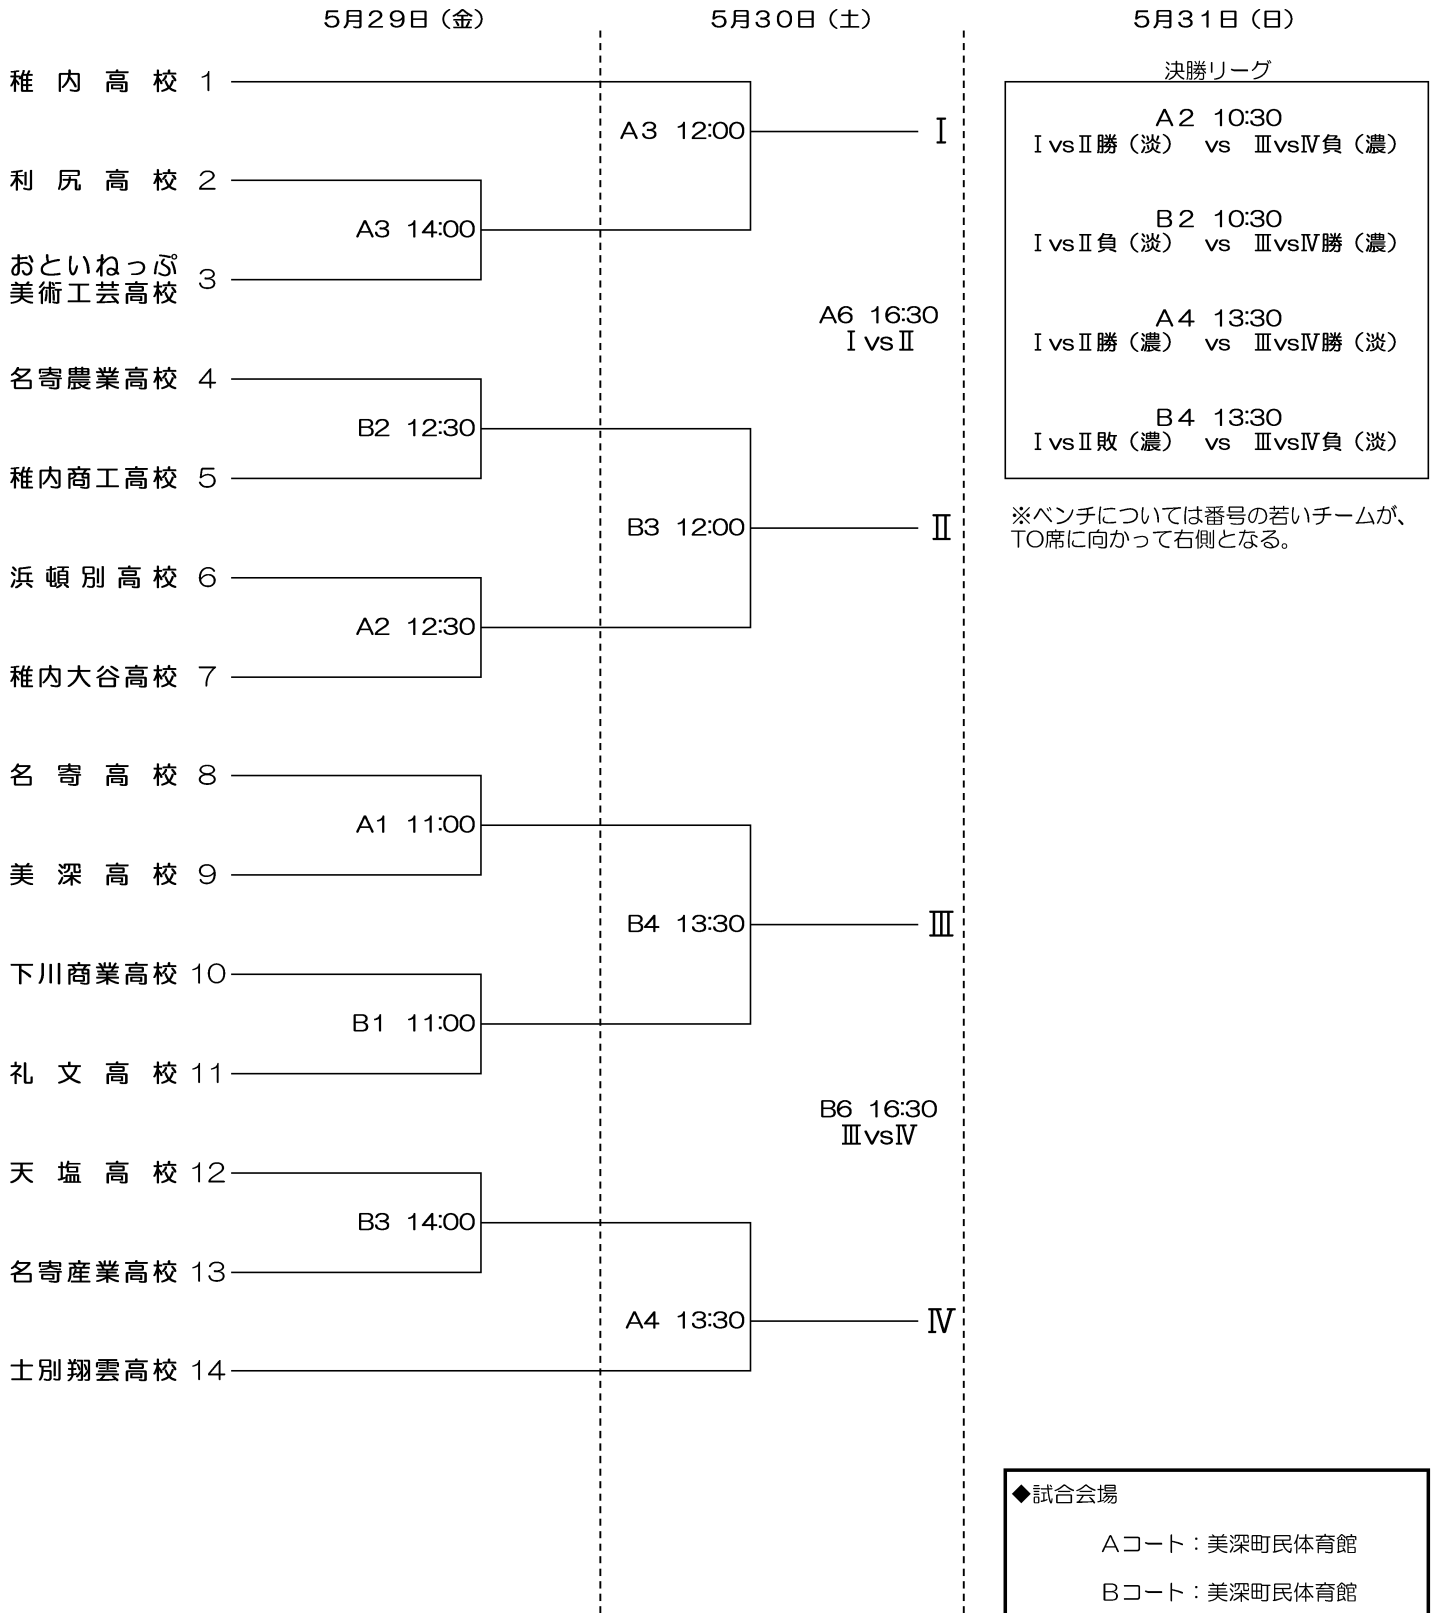 5月29日（金）
5月30日（土）
5月31日（日）
稚内高校 1
利尻高校 2
おといねっぷ
美術工芸高校 3
名寄農業高校 4
稚内商工高校 5
浜頓別高校 6
稚内大谷高校 7
名寄高校 8
美深高校 9
下川商業高校 10
礼文高校 11
天塩高校 12
名寄産業高校 13
士別翔雲高校 14
A3 14:00
B2 12:30
A2 12:30
A1 11:00
B1 11:00
B3 14:00
A3 12:00
B3 12:00
B4 13:30
A4 13:30
Ⅰ
A6 16:30
ⅠvsⅡ
Ⅱ
Ⅲ
B6 16:30
ⅢvsⅣ
Ⅳ
決勝リーグ
A2 10:30
ⅠvsⅡ勝（淡） vs ⅢvsⅣ負（濃）
B2 10:30
ⅠvsⅡ負（淡） vs ⅢvsⅣ勝（濃）
A4 13:30
ⅠvsⅡ勝（濃） vs ⅢvsⅣ勝（淡）
B4 13:30
ⅠvsⅡ敗（濃） vs ⅢvsⅣ負（淡）
※ベンチについては番号の若いチームが、
TO席に向かって右側となる。
◆試合会場
Aコート：美深町民体育館
Bコート：美深町民体育館